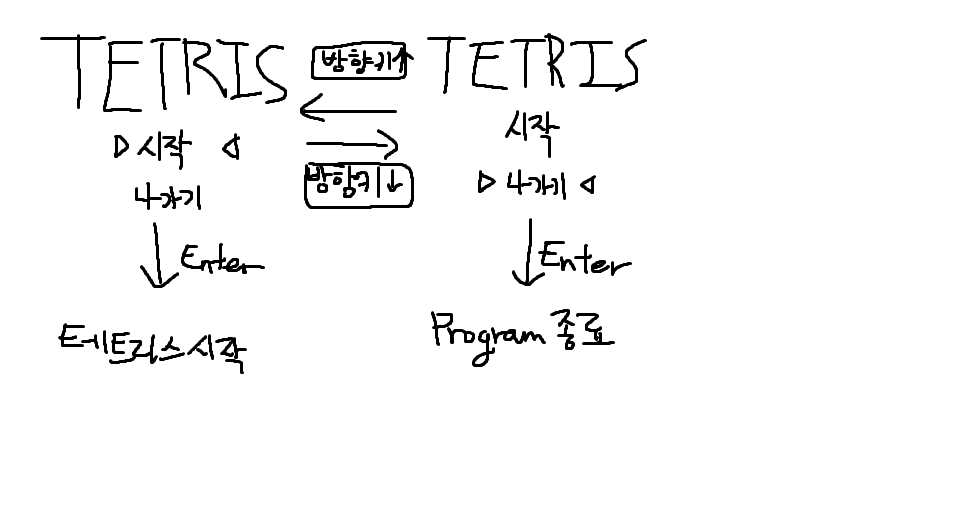 TETRIS
▷ 시작 ◁
나가기
Enter
테트리스 시작
방향키↑
방향키↓
TETRIS
시작
▷ 나가기 ◁
Enter
Program 종료